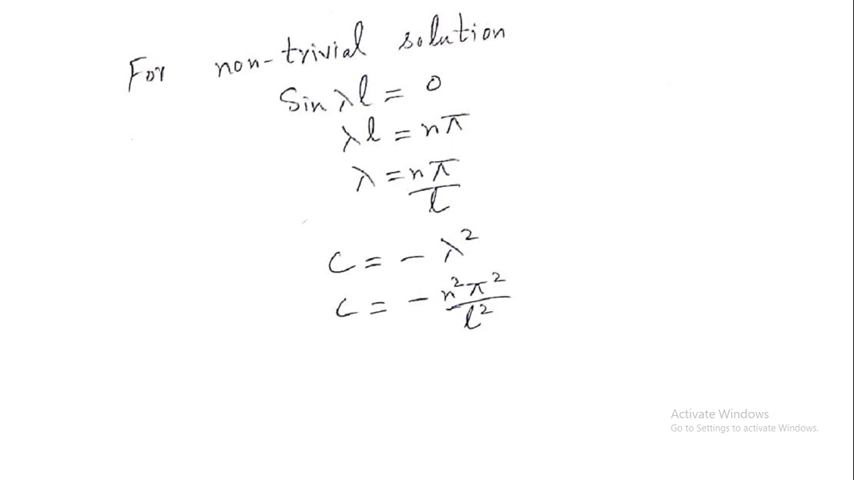 For non-trivial solution
Sin λl = 0
λl = nπ
λ = nπ/l
c = - λ²
c = - n²π²/l²
Activate Windows
Go to Settings to activate Windows.